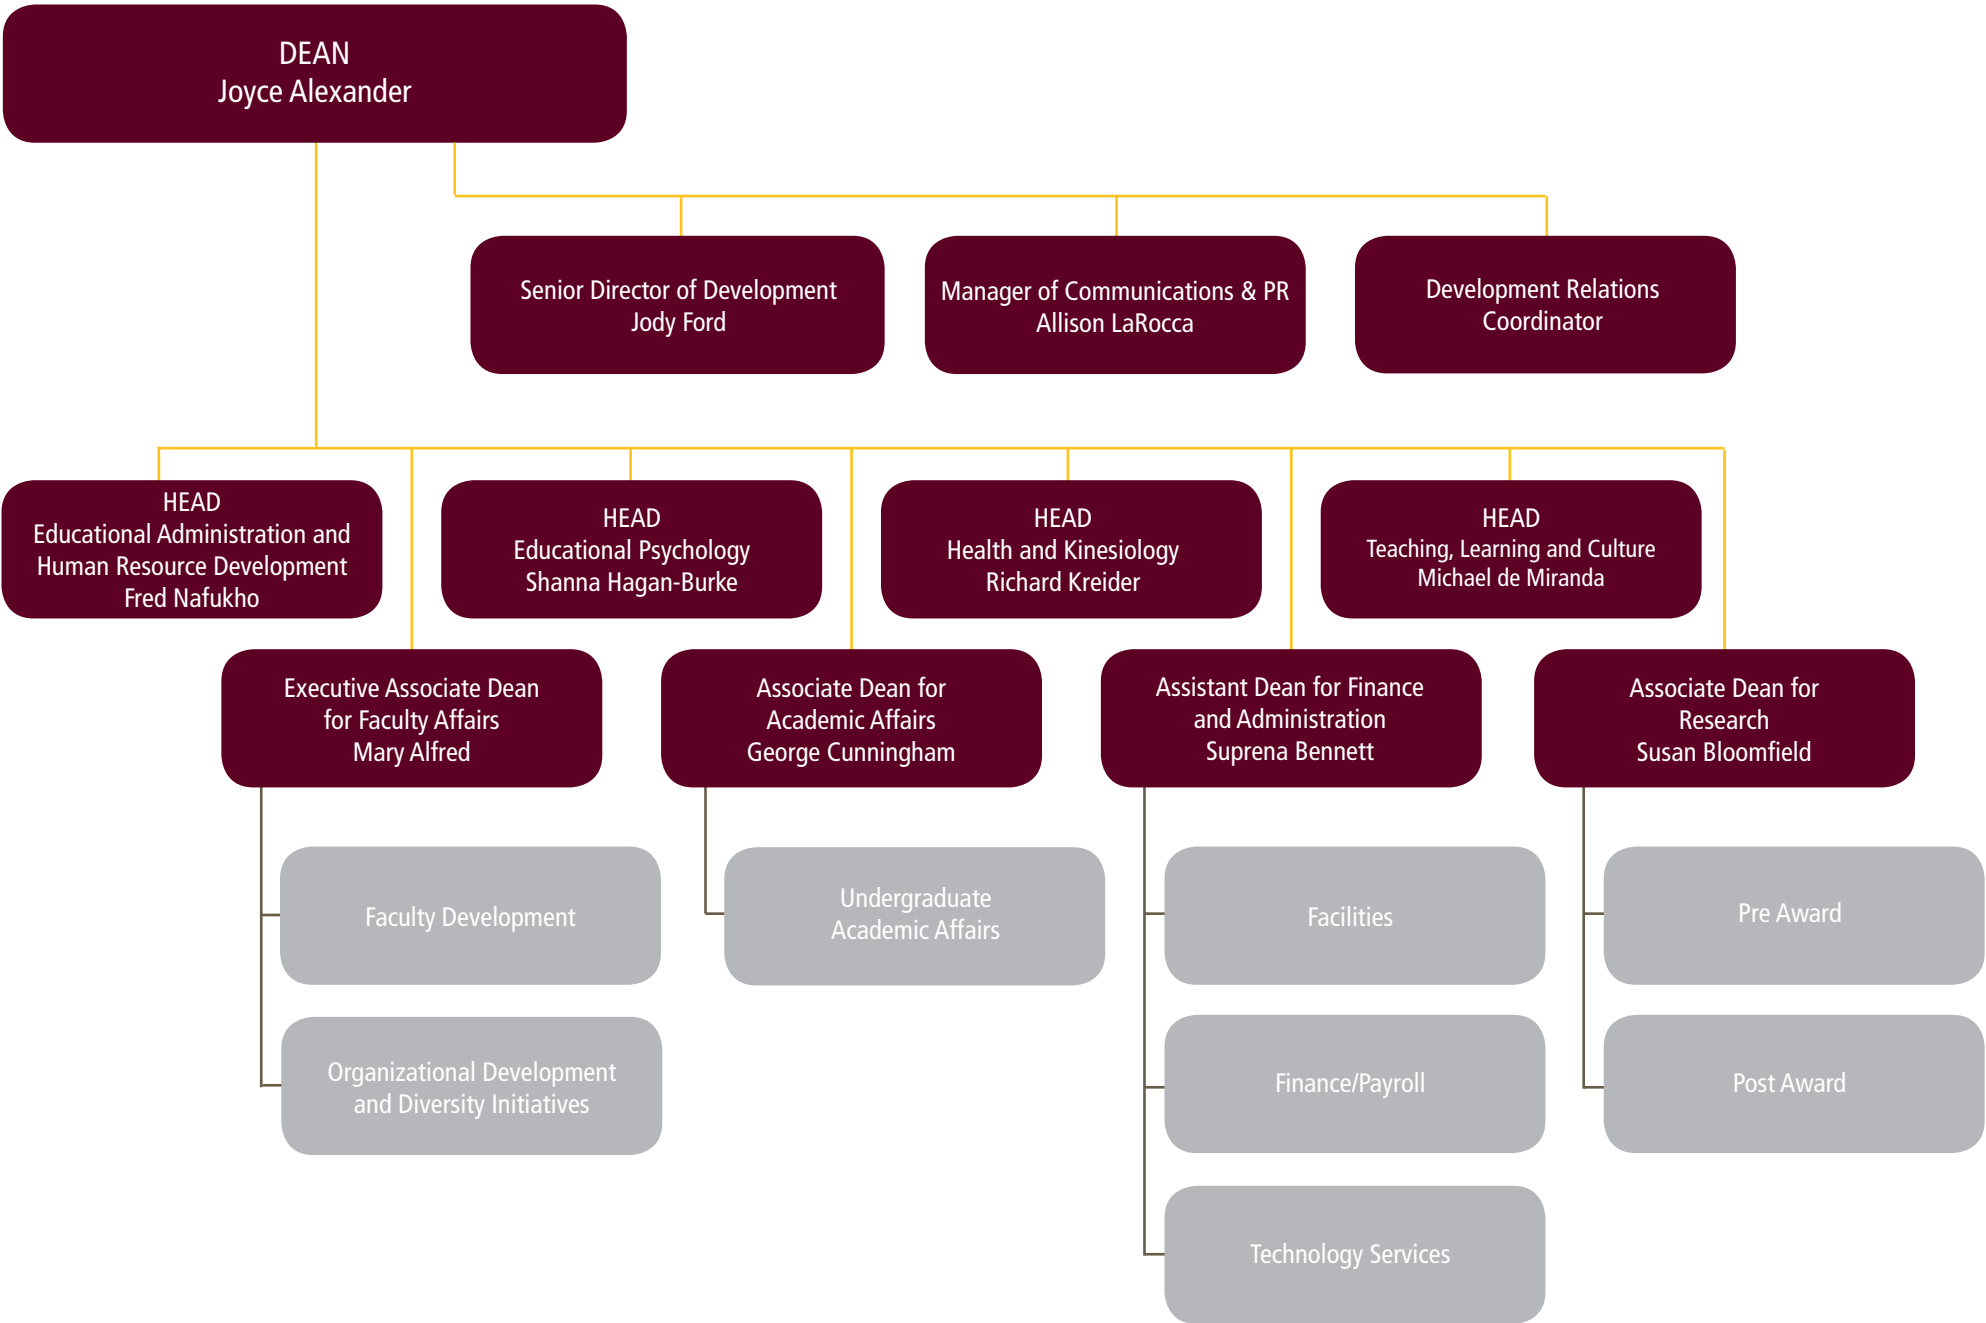 DEAN
Joyce Alexander
Senior Director of Development
Jody Ford
Manager of Communications & PR
Allison LaRocca
Development Relations
Coordinator
HEAD
Educational Administration and
Human Resource Development
Fred Nafukho
HEAD
Educational Psychology
Shanna Hagan-Burke
HEAD
Health and Kinesiology
Richard Kreider
HEAD
Teaching, Learning and Culture
Michael de Miranda
Executive Associate Dean
for Faculty Affairs
Mary Alfred
Associate Dean for
Academic Affairs
George Cunningham
Assistant Dean for Finance
and Administration
Suprena Bennett
Associate Dean for
Research
Susan Bloomfield
Faculty Development
Undergraduate
Academic Affairs
Facilities
Pre Award
Organizational Development
and Diversity Initiatives
Finance/Payroll
Post Award
Technology Services